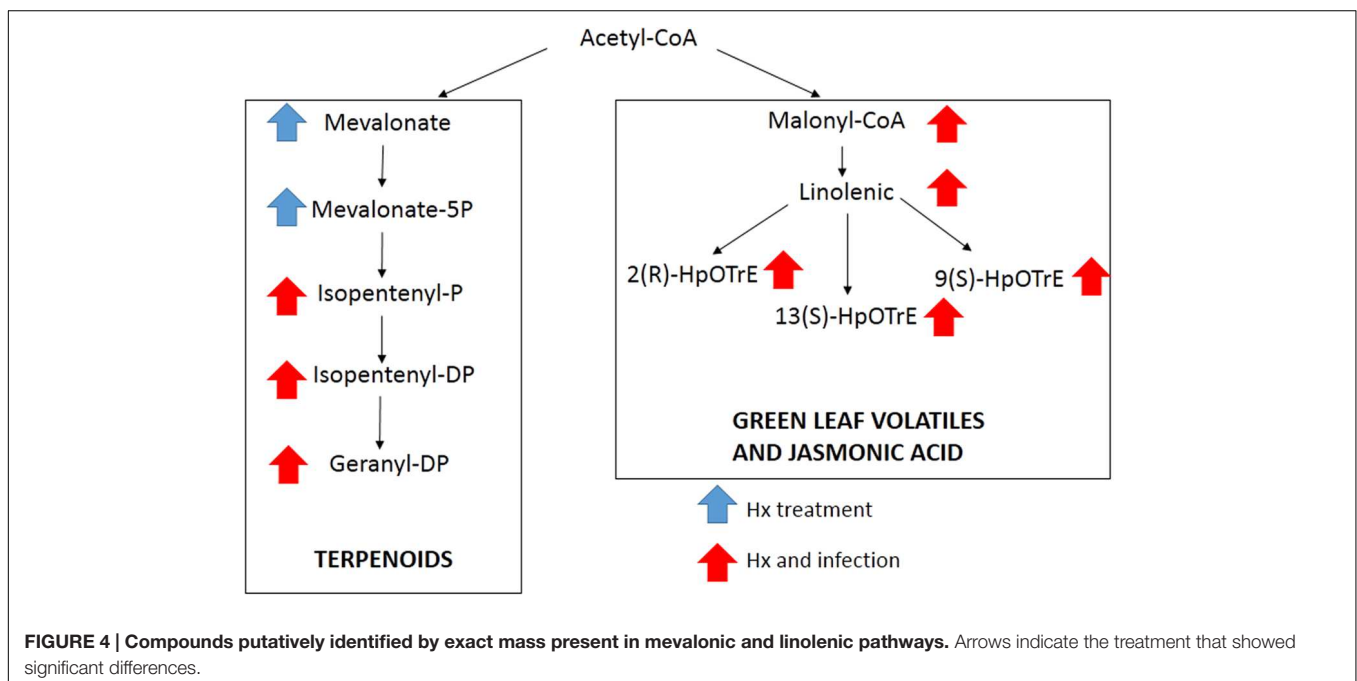 Acetyl-CoA
Mevalonate
Mevalonate-5P
Isopentenyl-P
Isopentenyl-DP
Geranyl-DP
TERPENOIDS
Malonyl-CoA
Linolenic
2(R)-HpOTrE
13(S)-HpOTrE
9(S)-HpOTrE
GREEN LEAF VOLATILES
AND JASMONIC ACID
Hx treatment
Hx and infection
FIGURE 4 | Compounds putatively identified by exact mass present in mevalonic and linolenic pathways. Arrows indicate the treatment that showed
significant differences.